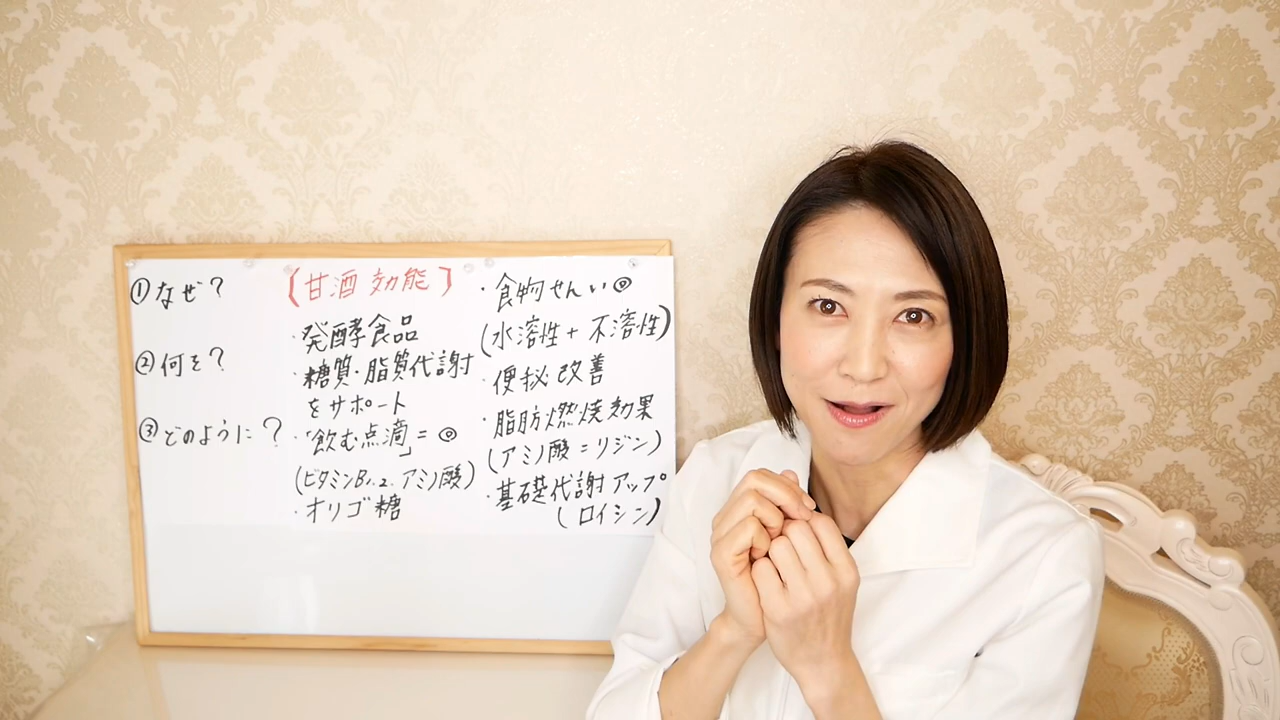 ①なぜ?
②何を?
③どのように?
【甘酒 効能】
・発酵食品
・糖質・脂質代謝
をサポート
・「飲む点滴」=◎
(ビタミンB1.2.アミノ酸)
・オリゴ糖
・食物せんい◎
(水溶性+不溶性)
・便秘改善
・脂肪燃焼効果
(アミノ酸=リジン)
・基礎代謝アップ
(ロイシン)